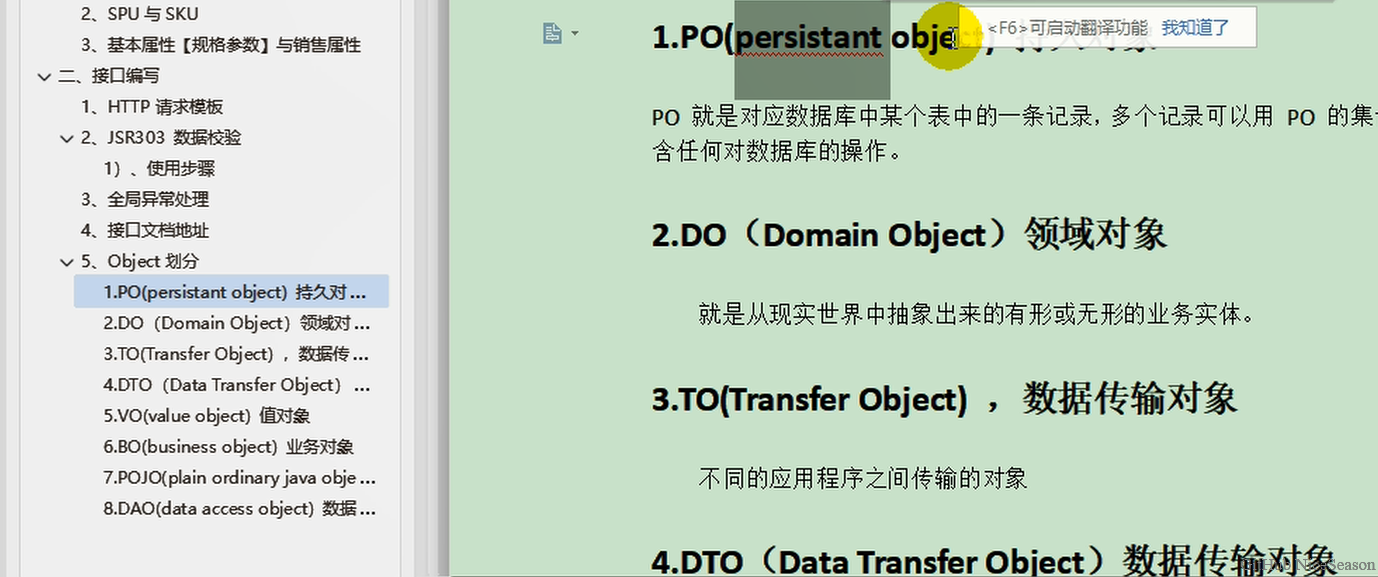 2、SPU 与 SKU
3、基本属性【规格参数】与销售属性
二、接口编写
1、HTTP 请求模板
2、JSR303 数据校验
1）、使用步骤
3、全局异常处理
4、接口文档地址
5、Object 划分
1.PO(persistant object) 持久对 ...
2.DO（Domain Object）领域对 ...
3.TO(Transfer Object) ，数据传 ...
4.DTO（Data Transfer Object） ...
5.VO(value object) 值对象
6.BO(business object) 业务对象
7.POJO(plain ordinary java obje ...
8.DAO(data access object) 数据 ...
<F6>可启动翻译功能 我知道了
1.PO(persistant object) 持久对象
PO 就是对应数据库中某个表中的一条记录，多个记录可以用 PO 的集
含任何对数据库的操作。
2.DO（Domain Object）领域对象
就是从现实世界中抽象出来的有形或无形的业务实体。
3.TO(Transfer Object) ，数据传输对象
不同的应用程序之间传输的对象
4.DTO（Data Transfer Object）数据传输对象
NiceSeason